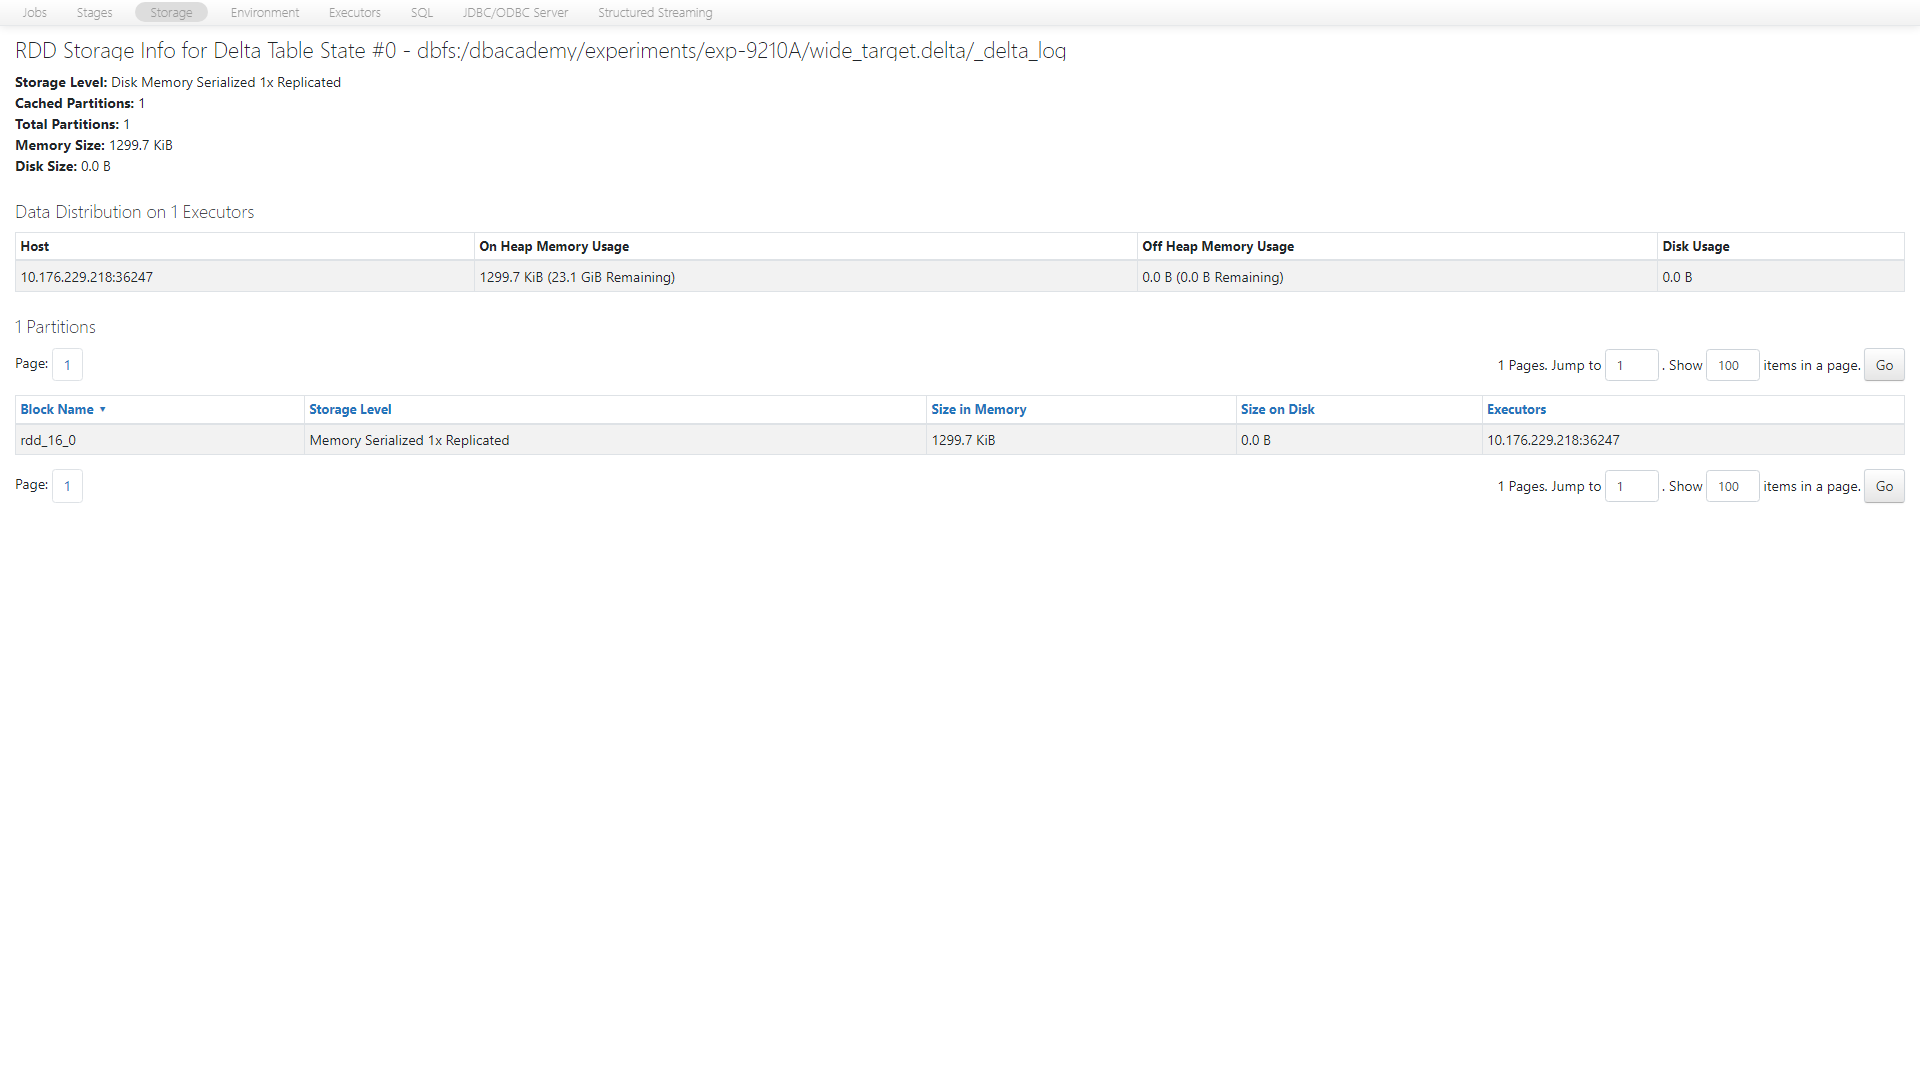 Jobs Stages Storage Environment Executors SQL JDBC/ODBC Server Structured Streaming
RDD Storage Info for Delta Table State #0 - dbfs:/dbacademy/experiments/exp-9210A/wide_target.delta/_delta_log
Storage Level: Disk Memory Serialized 1x Replicated
Cached Partitions: 1
Total Partitions: 1
Memory Size: 1299.7 KiB
Disk Size: 0.0 B
Data Distribution on 1 Executors
Host On Heap Memory Usage Off Heap Memory Usage Disk Usage
10.176.229.218:36247 1299.7 KiB (23.1 GiB Remaining) 0.0 B (0.0 B Remaining) 0.0 B
1 Partitions
Page: 1 1 Pages. Jump to 1 . Show 100 items in a page. Go
Block Name ▾ Storage Level Size in Memory Size on Disk Executors
rdd_16_0 Memory Serialized 1x Replicated 1299.7 KiB 0.0 B 10.176.229.218:36247
Page: 1 1 Pages. Jump to 1 . Show 100 items in a page. Go